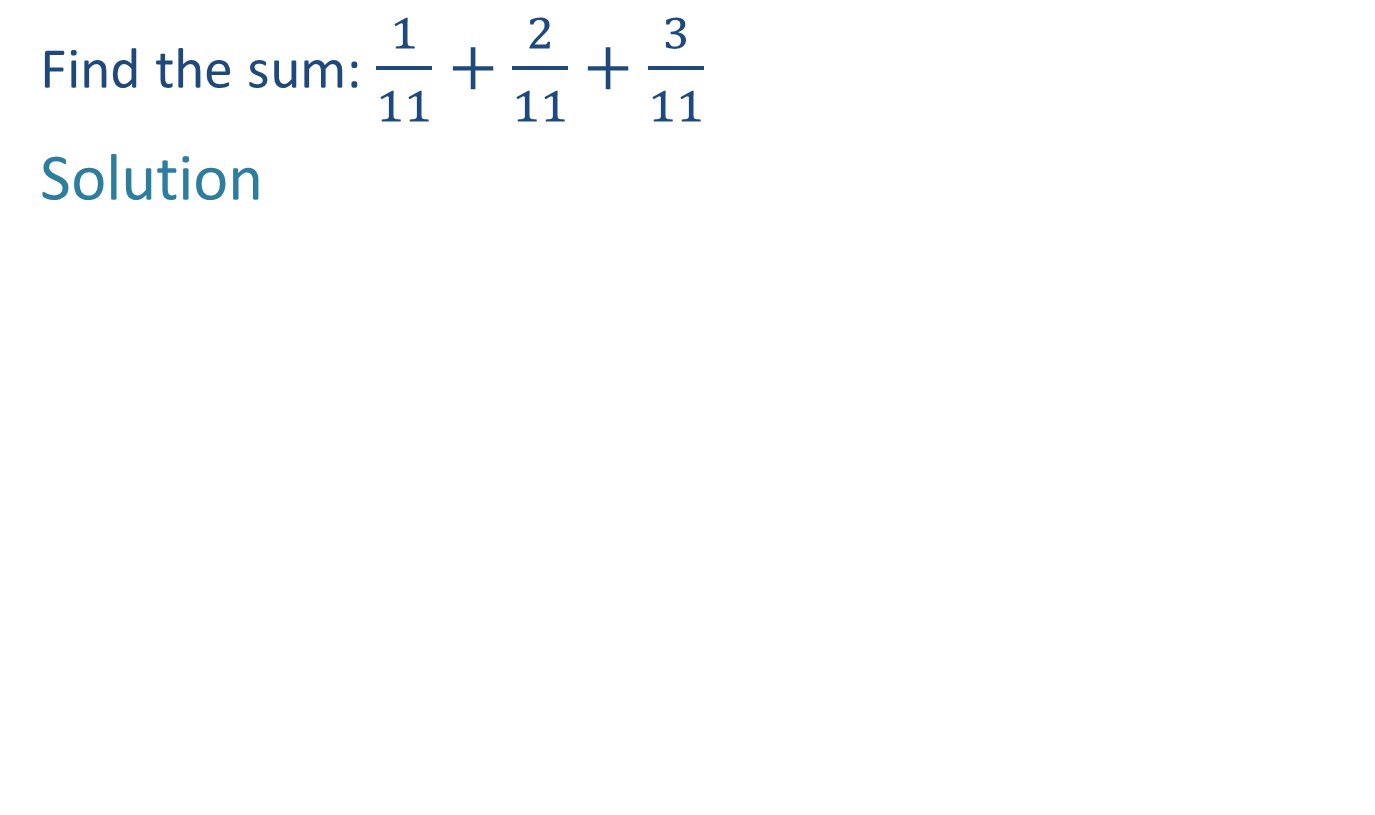 Find the sum: 1/11 + 2/11 + 3/11
Solution